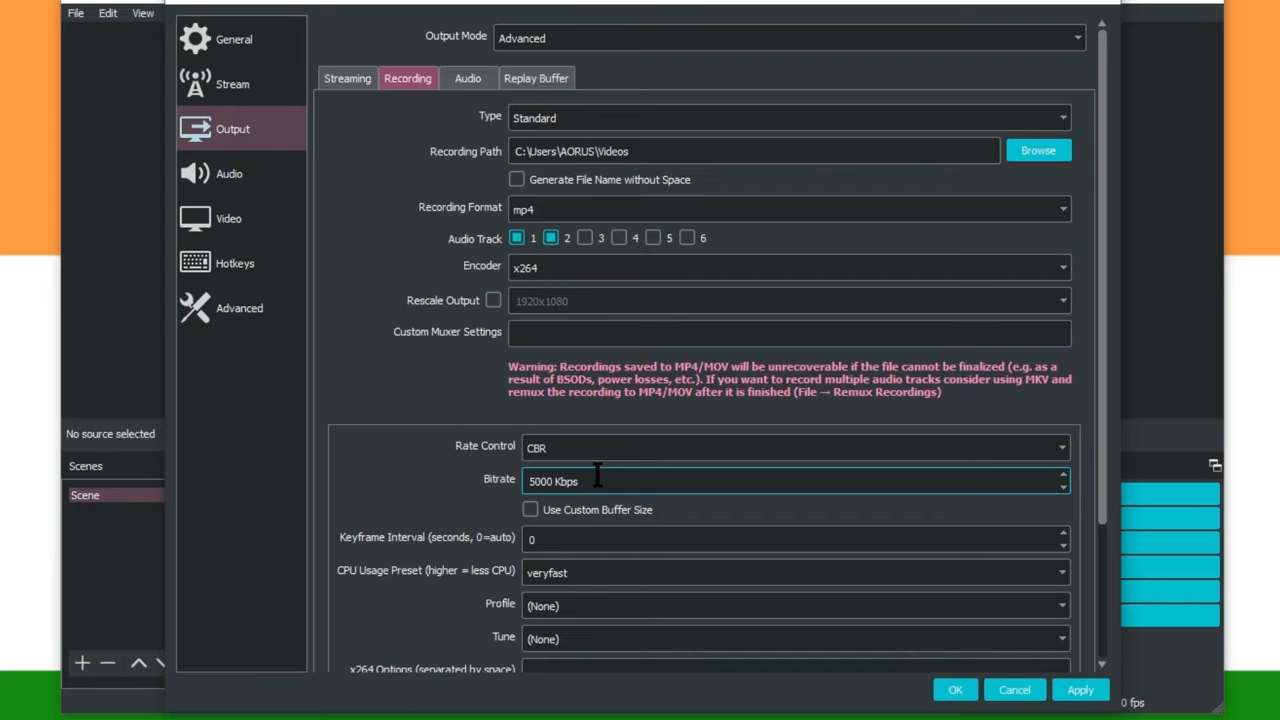 File Edit View
General
Stream
Output
Audio
Video
Hotkeys
Advanced
Output Mode Advanced
Streaming Recording Audio Replay Buffer
Type Standard
Recording Path C:\Users\AORUS\Videos Browse
Generate File Name without Space
Recording Format mp4
Audio Track 1 2 3 4 5 6
Encoder x264
Rescale Output 1920x1080
Custom Muxer Settings
Warning: Recordings saved to MP4/MOV will be unrecoverable if the file cannot be finalized (e.g. as a
result of BSODs, power losses, etc.). If you want to record multiple audio tracks consider using MKV and
remux the recording to MP4/MOV after it is finished (File → Remux Recordings)
No source selected
Scenes
Scene
Rate Control CBR
Bitrate 5000 Kbps
Use Custom Buffer Size
Keyframe Interval (seconds, 0=auto) 0
CPU Usage Preset (higher = less CPU) veryfast
Profile (None)
Tune (None)
x264 Options (separated by space)
OK Cancel Apply
0 fps